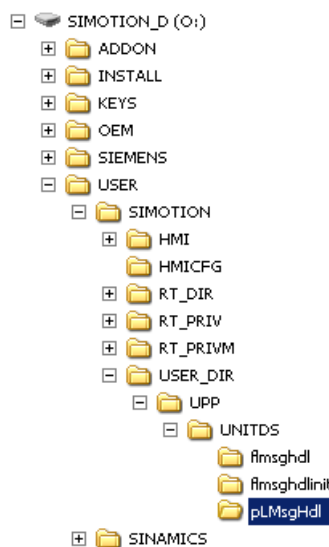 SIMOTION_D (O:)
ADDON
INSTALL
KEYS
OEM
SIEMENS
USER
SIMOTION
HMI
HMICFG
RT_DIR
RT_PRIV
RT_PRIVM
USER_DIR
UPP
UNITDS
flmsghdl
flmsghdlinit
pLMsgHdl
SINAMICS